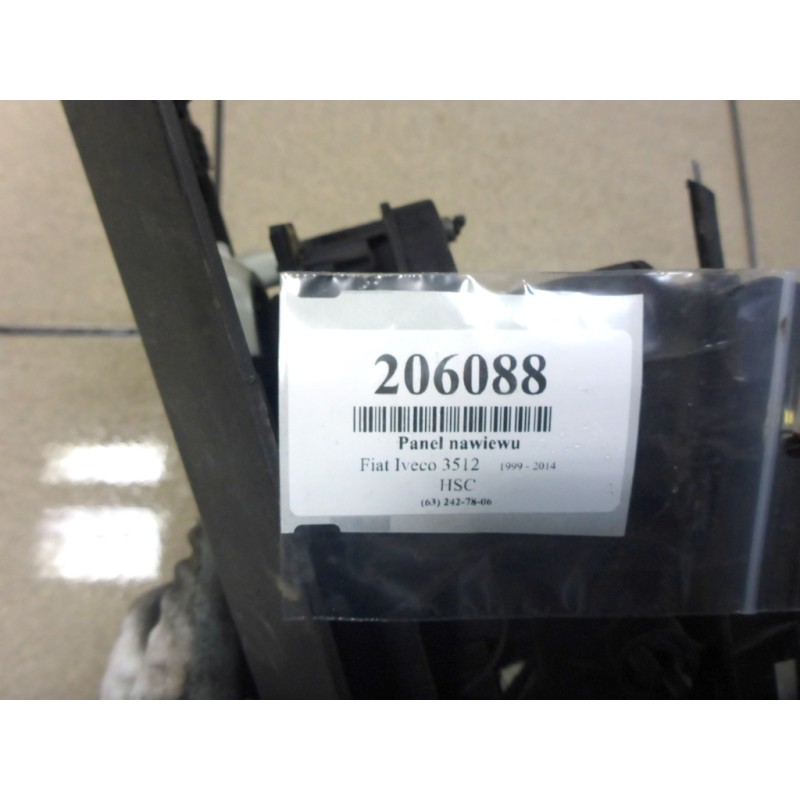 206088
Panel nawiewu
Fiat Iveco 3512 1999 - 2014
HSC
(63) 242-78-06